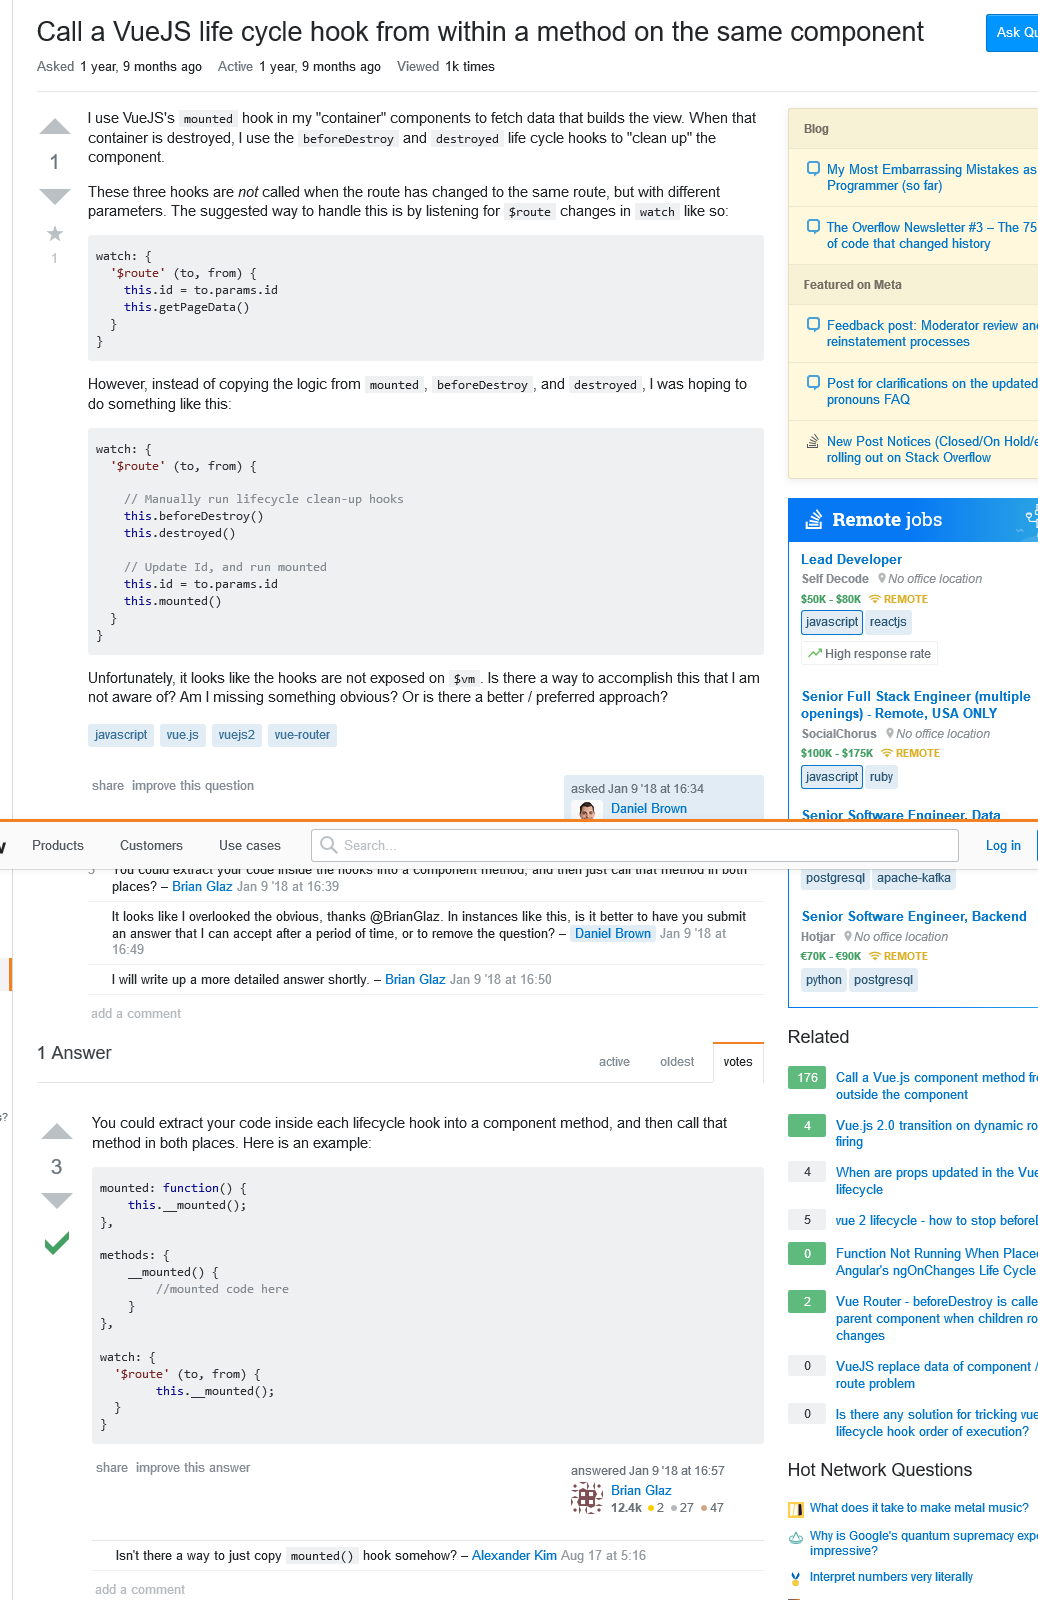 Call a VueJS life cycle hook from within a method on the same component
Ask Qu
Asked 1 year, 9 months ago Active 1 year, 9 months ago Viewed 1k times
1
1
I use VueJS's mounted hook in my "container" components to fetch data that builds the view. When that
container is destroyed, I use the beforeDestroy and destroyed life cycle hooks to "clean up" the
component.
These three hooks are not called when the route has changed to the same route, but with different
parameters. The suggested way to handle this is by listening for $route changes in watch like so:
watch: {
'$route' (to, from) {
this.id = to.params.id
this.getPageData()
}
}
However, instead of copying the logic from mounted, beforeDestroy, and destroyed, I was hoping to
do something like this:
watch: {
'$route' (to, from) {
// Manually run lifecycle clean-up hooks
this.beforeDestroy()
this.destroyed()
// Update Id, and run mounted
this.id = to.params.id
this.mounted()
}
}
Unfortunately, it looks like the hooks are not exposed on $vm. Is there a way to accomplish this that I am
not aware of? Am I missing something obvious? Or is there a better / preferred approach?
javascript vue.js vuejs2 vue-router
share improve this question
asked Jan 9 '18 at 16:34
Daniel Brown
Products Customers Use cases Search... Log in
You could extract your code inside the hooks into a component method, and then just call that method in both
places? – Brian Glaz Jan 9 '18 at 16:39
It looks like I overlooked the obvious, thanks @BrianGlaz. In instances like this, is it better to have you submit
an answer that I can accept after a period of time, or to remove the question? – Daniel Brown Jan 9 '18 at
16:49
I will write up a more detailed answer shortly. – Brian Glaz Jan 9 '18 at 16:50
add a comment
1 Answer
active oldest votes
s?
3
You could extract your code inside each lifecycle hook into a component method, and then call that
method in both places. Here is an example:
mounted: function() {
this.__mounted();
},
methods: {
__mounted() {
//mounted code here
}
},
watch: {
'$route' (to, from) {
this.__mounted();
}
}
share improve this answer
answered Jan 9 '18 at 16:57
Brian Glaz
12.4k 2 27 47
Isn't there a way to just copy mounted() hook somehow? – Alexander Kim Aug 17 at 5:16
add a comment
Blog
My Most Embarrassing Mistakes as
Programmer (so far)
The Overflow Newsletter #3 – The 75
of code that changed history
Featured on Meta
Feedback post: Moderator review and
reinstatement processes
Post for clarifications on the updated
pronouns FAQ
New Post Notices (Closed/On Hold/e
rolling out on Stack Overflow
Remote jobs
Lead Developer
Self Decode No office location
$50K - $80K REMOTE
javascript reactjs
High response rate
Senior Full Stack Engineer (multiple
openings) - Remote, USA ONLY
SocialChorus No office location
$100K - $175K REMOTE
javascript ruby
Senior Software Engineer, Data
postgresql apache-kafka
Senior Software Engineer, Backend
Hotjar No office location
€70K - €90K REMOTE
python postgresql
Related
176 Call a Vue.js component method fr
outside the component
4 Vue.js 2.0 transition on dynamic ro
firing
4 When are props updated in the Vue
lifecycle
5 vue 2 lifecycle - how to stop beforeD
0 Function Not Running When Place
Angular's ngOnChanges Life Cycle
2 Vue Router - beforeDestroy is calle
parent component when children ro
changes
0 VueJS replace data of component /
route problem
0 Is there any solution for tricking vue
lifecycle hook order of execution?
Hot Network Questions
What does it take to make metal music?
Why is Google's quantum supremacy expe
impressive?
Interpret numbers very literally